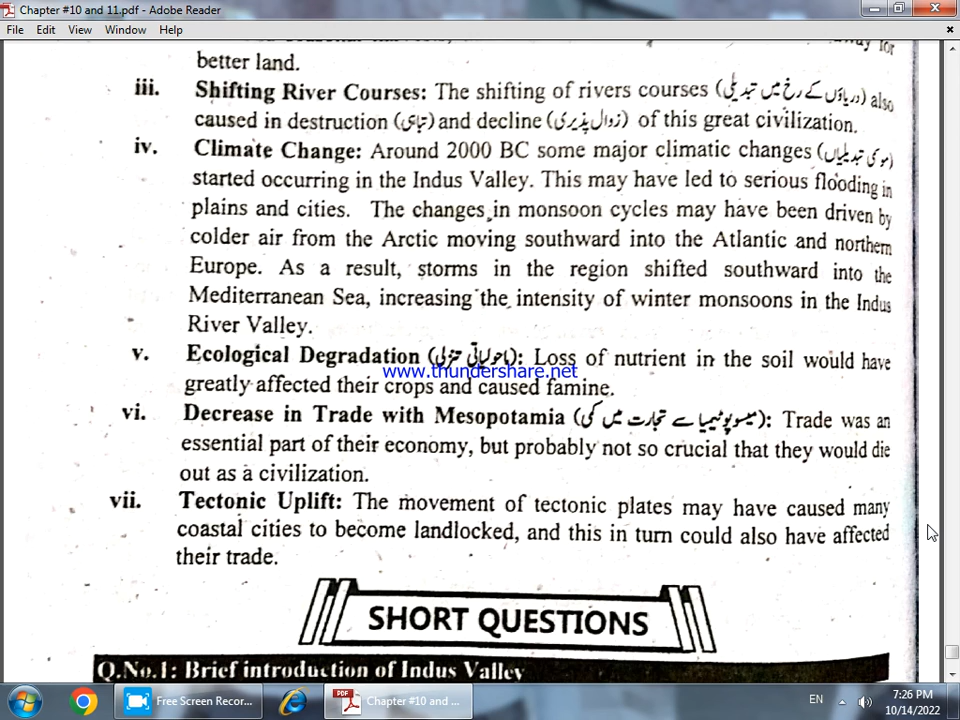 Chapter #10 and 11.pdf - Adobe Reader
File Edit View Window Help
for
better land.
iii. Shifting River Courses: The shifting of rivers courses (دریاؤں کے رخ میں تبدیلی) also
caused in destruction (تباہی) and decline (زوال پذیری) of this great civilization.
iv. Climate Change: Around 2000 BC some major climatic changes (موسمی تبدیلیاں)
started occurring in the Indus Valley. This may have led to serious flooding in
plains and cities. The changes in monsoon cycles may have been driven by
colder air from the Arctic moving southward into the Atlantic and northern
Europe. As a result, storms in the region shifted southward into the
Mediterranean Sea, increasing the intensity of winter monsoons in the Indus
River Valley.
v. Ecological Degradation (ماحولیاتی تنزلی): Loss of nutrient in the soil would have
www.thundershare.net
greatly affected their crops and caused famine.
vi. Decrease in Trade with Mesopotamia (میسوپوٹیمیا سے تجارت میں کمی): Trade was an
essential part of their economy, but probably not so crucial that they would die
out as a civilization.
vii. Tectonic Uplift: The movement of tectonic plates may have caused many
coastal cities to become landlocked, and this in turn could also have affected
their trade.
SHORT QUESTIONS
Q.No.1: Brief introduction of Indus Valley
Free Screen Recor... Chapter #10 and ... EN 7:26 PM
10/14/2022